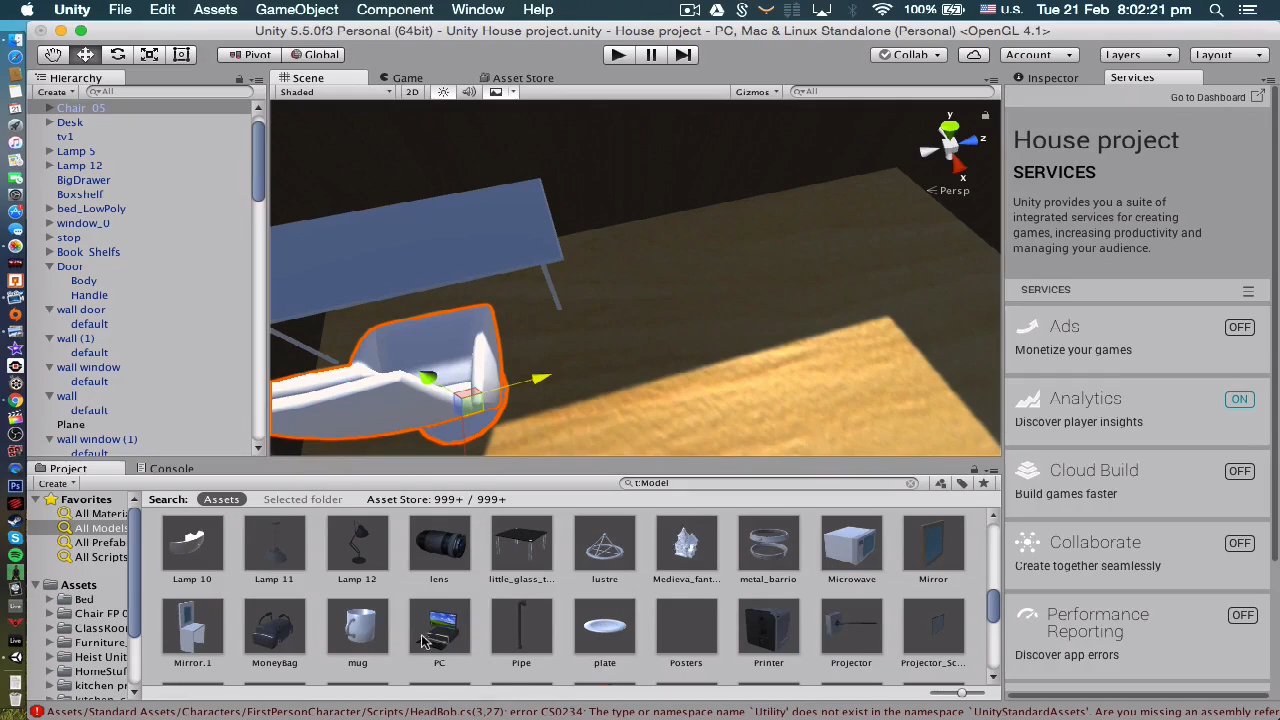 Unity File Edit Assets GameObject Component Window Help 100% U.S. Tue 21 Feb 8:02:21 pm
Unity 5.5.0f3 Personal (64bit) - Unity House project.unity - House project - PC, Mac & Linux Standalone (Personal) <OpenGL 4.1>
Pivot Global Collab Account Layers Layout
Hierarchy Scene Game Asset Store Inspector Services
Create All Shaded 2D Gizmos All Go to Dashboard
Chair_05
Desk
tv1
Lamp 5
Lamp 12
BigDrawer
Boxshelf
bed_LowPoly
window_0
stop
Book_Shelfs
Door
Body
Handle
wall door
default
wall (1)
default
wall window
default
wall
default
Plane
wall window (1)
default
y
z
x
Persp
House project
SERVICES
Unity provides you a suite of
integrated services for creating
games, increasing productivity and
managing your audience.
SERVICES
Ads OFF
Monetize your games
Analytics ON
Discover player insights
Cloud Build OFF
Build games faster
Collaborate
Create together seamlessly
Performance
Reporting OFF
Discover app errors
Project Console
Create t:Model
Favorites Search: Assets Selected folder Asset Store: 999+ / 999+
All Materia
All Models
All Prefab
All Scripts
Assets
Bed
Chair FP 0
ClassRoo
Furniture_
Heist Unit
HomeStuf
kitchen pr
Lamp 10 Lamp 11 Lamp 12 lens little_glass_t... lustre Medieva_fant... metal_barrio Microwave Mirror
Mirror.1 MoneyBag mug PC Pipe plate Posters Printer Projector Projector_Sc...
Assets/Standard Assets/Characters/FirstPersonCharacter/Scripts/HeadBob.cs(3,27): error CS0234: The type or namespace name `Utility' does not exist in the namespace `UnityStandardAssets'. Are you missing an assembly refer